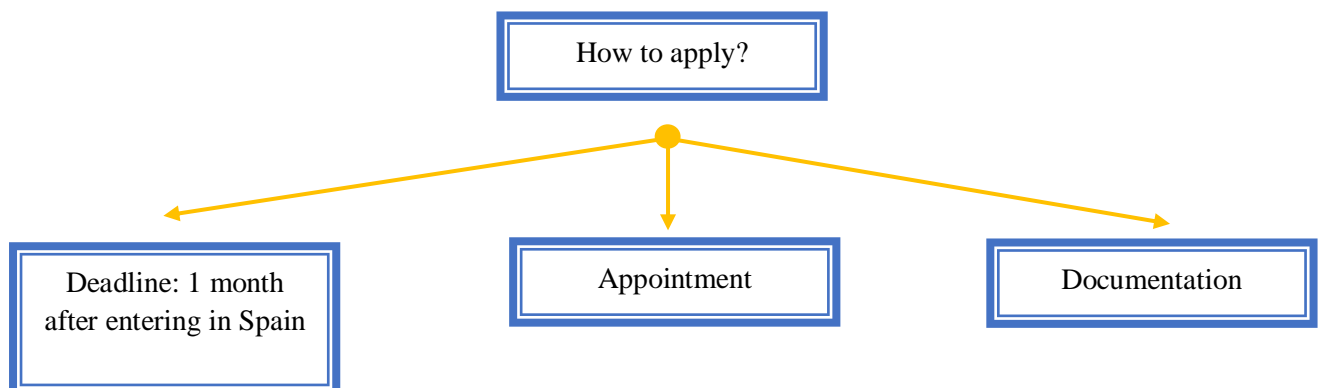 How to apply?
Deadline: 1 month
after entering in Spain
Appointment
Documentation